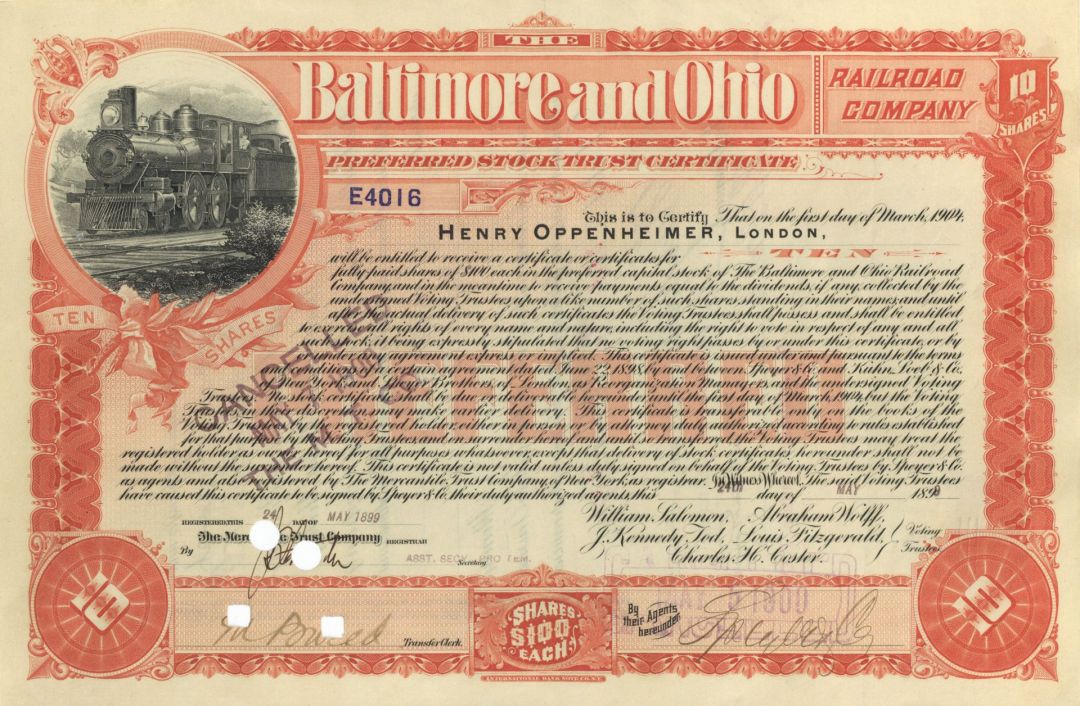 THE
Baltimore and Ohio
RAILROAD
COMPANY
10
SHARES
PREFERRED STOCK TRUST CERTIFICATE
E4016
This is to Certify That on the first day of March, 1904,
HENRY OPPENHEIMER, LONDON,
will be entitled to receive a certificate or certificates for TEN
fully paid shares of $100 each in the preferred capital stock of The Baltimore and Ohio Railroad
Company, and in the meantime to receive payments equal to the dividends, if any, collected by the
undersigned Voting Trustees upon a like number of such shares standing in their names; and until
actual delivery of such certificates the Voting Trustees shall possess and shall be entitled
to exercise all rights of every name and nature, including the right to vote in respect of any and all
such stock, it being expressly stipulated that no voting right passes by or under this certificate, or by
or under any agreement expressed or implied. This certificate is issued under and pursuant to the terms
and conditions of a certain agreement dated June 22, 1898, by and between Speyer & Co. and Kuhn, Loeb & Co.
of New York, and Speyer Brothers of London as Reorganization Managers and the undersigned Voting
Trustees. No stock certificate shall be due or deliverable hereunder before the first day of March, 1904, but the Voting
Trustees in their discretion may make earlier delivery. This certificate is transferable only on the books of the
Voting Trustees by the registered holder either in person or by attorney duly authorized according to rules established
for that purpose by the Voting Trustees and on surrender hereof; and until so transferred the Voting Trustees may treat the
registered holder as owner hereof for all purposes whatsoever, except that delivery of stock certificates hereunder shall not be
made without the surrender hereof. This certificate is not valid unless duly signed on behalf of the Voting Trustees by Speyer & Co.
as agents and also registered by The Mercantile Trust Company, of New York, as registrar. In Witness Whereof, The said Voting Trustees
have caused this certificate to be signed by Speyer & Co. their duly authorized agents, this 24th day of MAY 1899
TEN
SHARES
PREFERRED
CANCELLED
THE M. T. CO.
REGISTERED THIS 24 DAY OF MAY 1899
The Mercantile Trust Company REGISTRAR
By
ASST. SECY. PRO TEM.
Secretary
William Salomon, Abraham Wolff,
J. Kennedy Tod, Louis Fitzgerald,
Charles H. Coster.
Voting
Trustees
1900
10
Transfer Clerk.
SHARES
$100
EACH
By
their Agents
hereunder
Speyer & Co
10
INTERNATIONAL BANK NOTE CO. N.Y.